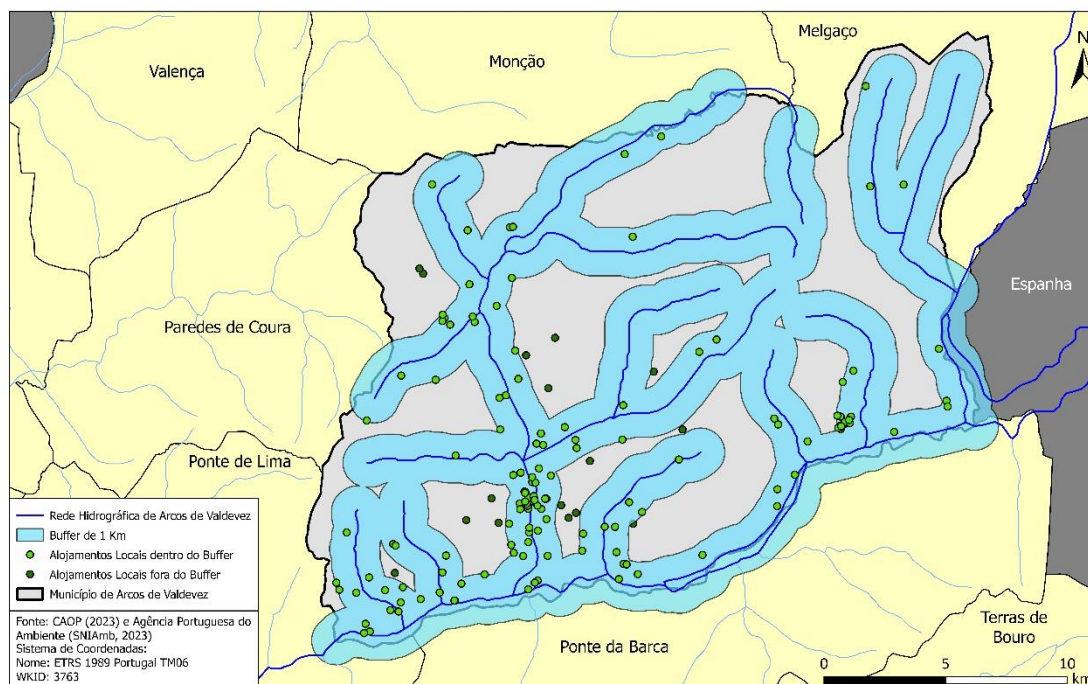 Melgaço
Monção
Valença
N
Espanha
Paredes de Coura
Ponte de Lima
Rede Hidrográfica de Arcos de Valdevez
Buffer de 1 Km
Alojamentos Locais dentro do Buffer
Alojamentos Locais fora do Buffer
Município de Arcos de Valdevez
Fonte: CAOP (2023) e Agência Portuguesa do
Ambiente (SNIAmb, 2023)
Sistema de Coordenadas:
Nome: ETRS 1989 Portugal TM06
WKID: 3763
Ponte da Barca
Terras de
Bouro
0 5 10
km